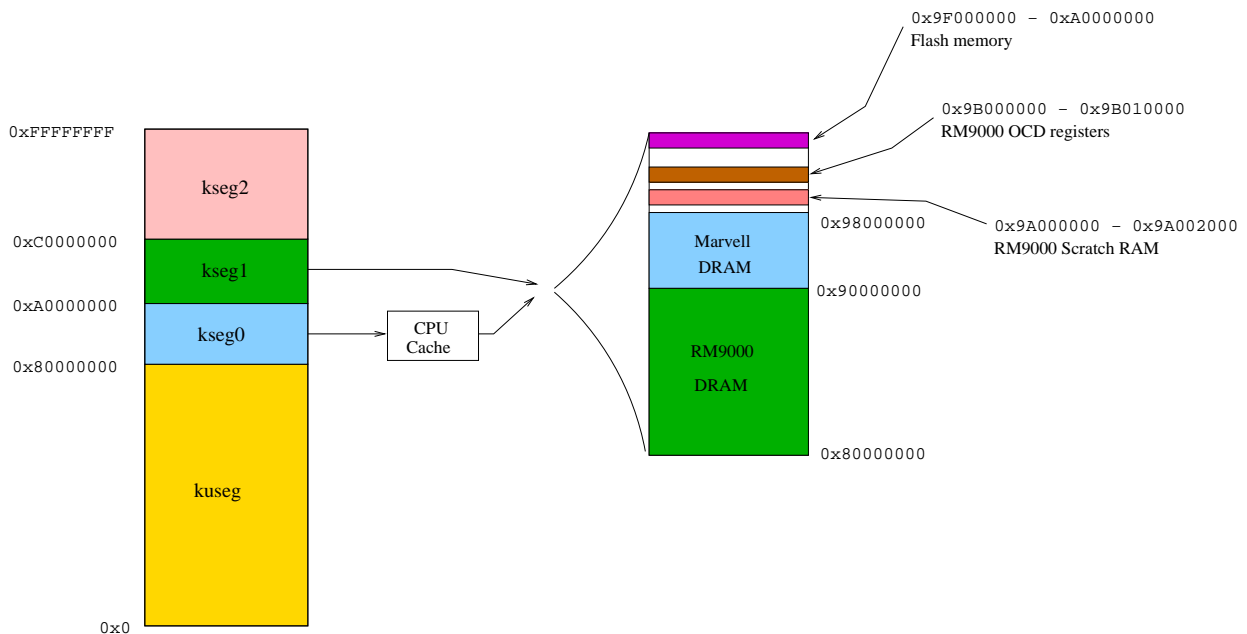 0x9F000000 – 0xA0000000
Flash memory
0x9B000000 – 0x9B010000
RM9000 OCD registers
0xFFFFFFFF
kseg2
0x98000000
0x9A000000 – 0x9A002000
RM9000 Scratch RAM
0xC0000000
Marvell
DRAM
kseg1
0x90000000
0xA0000000
CPU
Cache
kseg0
RM9000
DRAM
0x80000000
0x80000000
kuseg
0x0